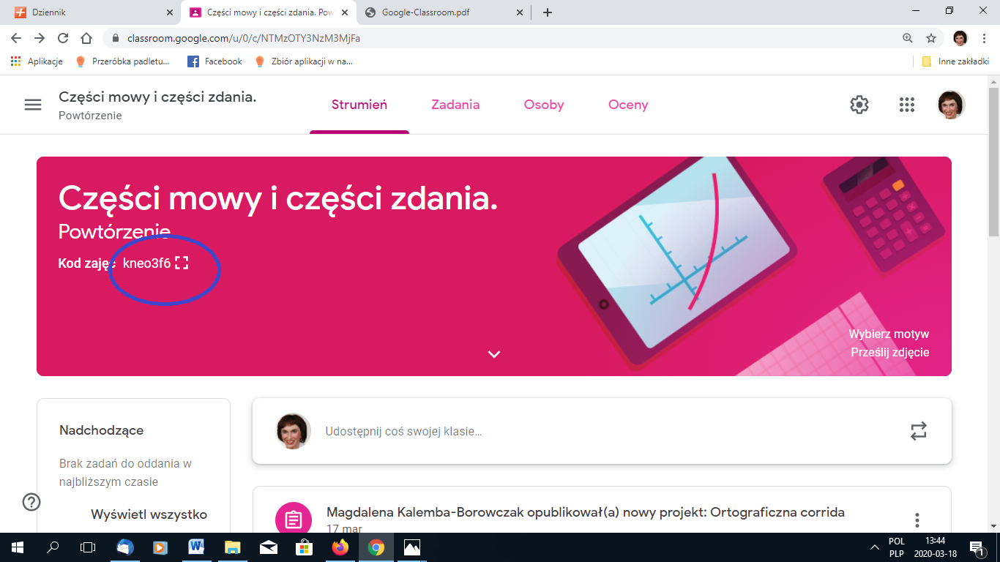 Dziennik
Części mowy i części zdania. Pow
Google-Classroom.pdf
classroom.google.com/u/0/c/NTMzOTY3NzM3MjFa
Aplikacje
Przeróbka padletu...
Facebook
Zbiór aplikacji w na...
Inne zakładki
Części mowy i części zdania.
Powtórzenie
Strumień
Zadania
Osoby
Oceny
Części mowy i części zdania.
Powtórzenie
Kod zajęć kneo3f6
Wybierz motyw
Prześlij zdjęcie
Nadchodzące
Brak zadań do oddania w
najbliższym czasie
Wyświetl wszystko
Udostępnij coś swojej klasie...
Magdalena Kalemba-Borowczak opublikował(a) nowy projekt: Ortograficzna corrida
17 mar
POL
PLP
13:44
2020-03-18
1